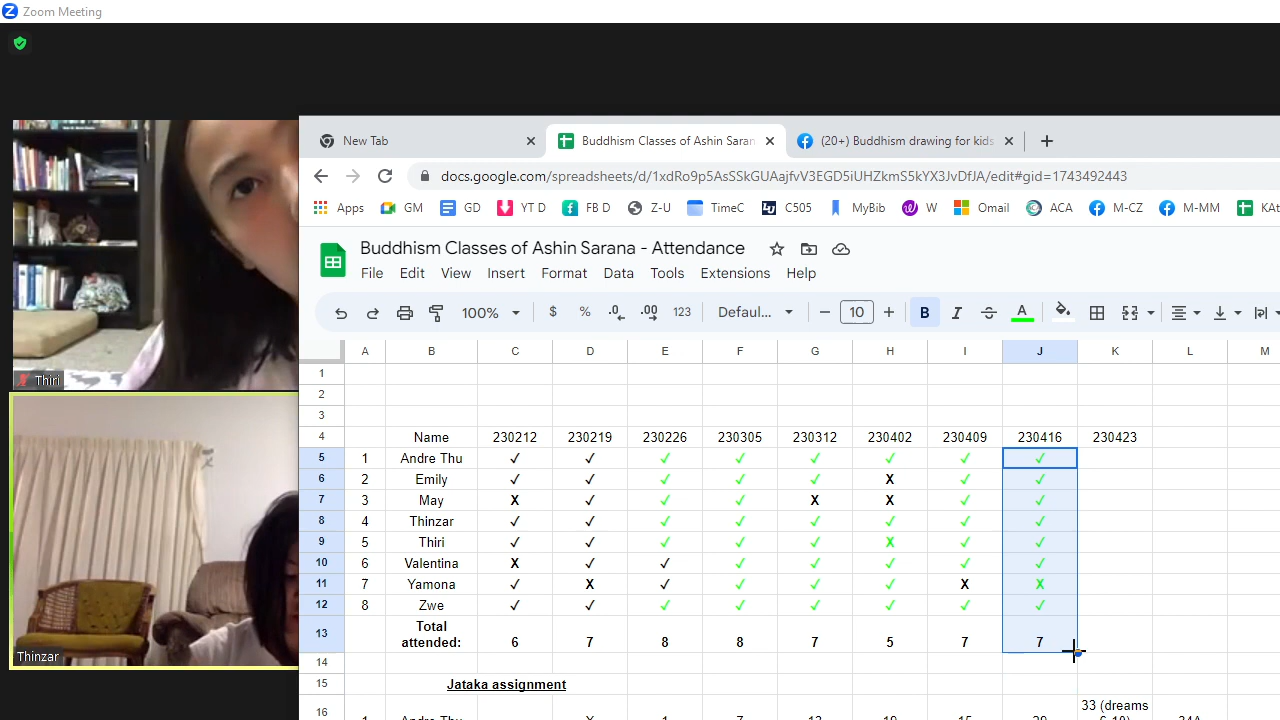 Zoom Meeting
New Tab
Buddhism Classes of Ashin Saran
(20+) Buddhism drawing for kids
docs.google.com/spreadsheets/d/1xdRo9p5AsSSkGUAajfvV3EGD5iUHZkmS5kYX3JvDfJA/edit#gid=1743492443
Apps GM GD YT D FB D Z-U TimeC C505 MyBib W Omail ACA M-CZ M-MM KAt
Buddhism Classes of Ashin Sarana - Attendance
File Edit View Insert Format Data Tools Extensions Help
100% $ % .0 .00 123 Defaul... 10 B I A
A B C D E F G H I J K L M
1
2
3
4 Name 230212 230219 230226 230305 230312 230402 230409 230416 230423
5 1 Andre Thu ✓ ✓ ✓ ✓ ✓ ✓ ✓ ✓
6 2 Emily ✓ ✓ ✓ ✓ ✓ X ✓ ✓
7 3 May X ✓ ✓ ✓ X X ✓ ✓
8 4 Thinzar ✓ ✓ ✓ ✓ ✓ ✓ ✓ ✓
9 5 Thiri ✓ ✓ ✓ ✓ ✓ X ✓ ✓
10 6 Valentina X ✓ ✓ ✓ ✓ ✓ ✓ ✓
11 7 Yamona ✓ X ✓ ✓ ✓ ✓ X X
12 8 Zwe ✓ ✓ ✓ ✓ ✓ ✓ ✓ ✓
13 Total attended: 6 7 8 8 7 5 7 7
14
15 Jataka assignment
33 (dreams
16
Thiri
Thinzar